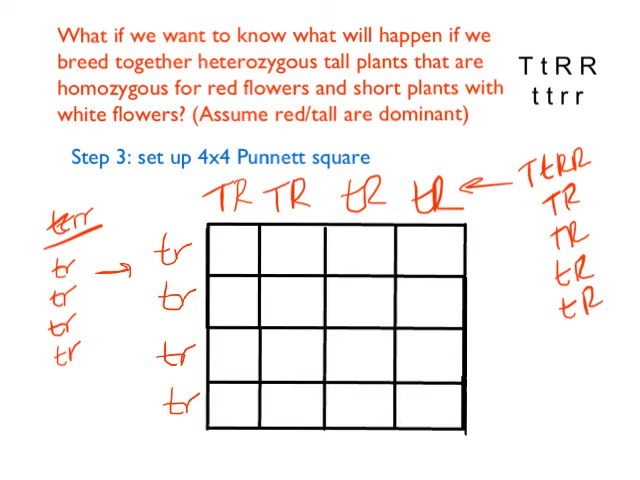 What if we want to know what will happen if we
breed together heterozygous tall plants that are
homozygous for red flowers and short plants with
white flowers? (Assume red/tall are dominant)
T t R R
t t r r
Step 3: set up 4x4 Punnett square
TtRR
TR
TR
tR
tR
TR TR tR tR
ttrr
tr
tr
tr
tr
tr
tr
tr
tr